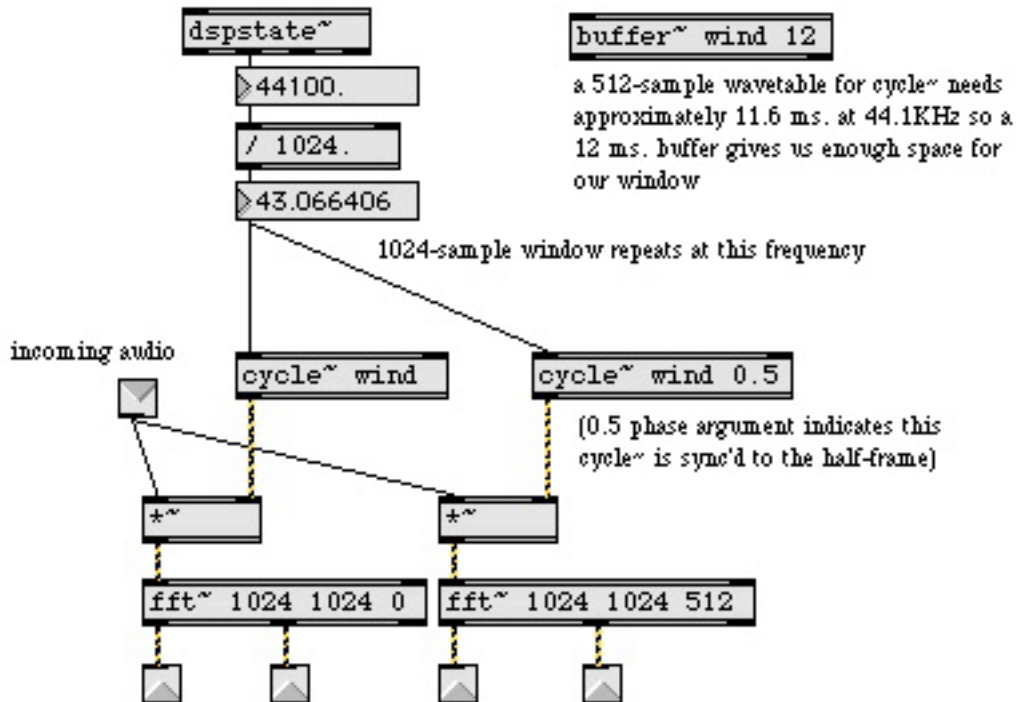 dspstate~
buffer~ wind 12
44100.
/ 1024.
43.066406
a 512-sample wavetable for cycle~ needs
approximately 11.6 ms. at 44.1KHz so a
12 ms. buffer gives us enough space for
our window
1024-sample window repeats at this frequency
incoming audio
cycle~ wind
cycle~ wind 0.5
(0.5 phase argument indicates this
cycle~ is sync'd to the half-frame)
*~
*~
fft~ 1024 1024 0
fft~ 1024 1024 512